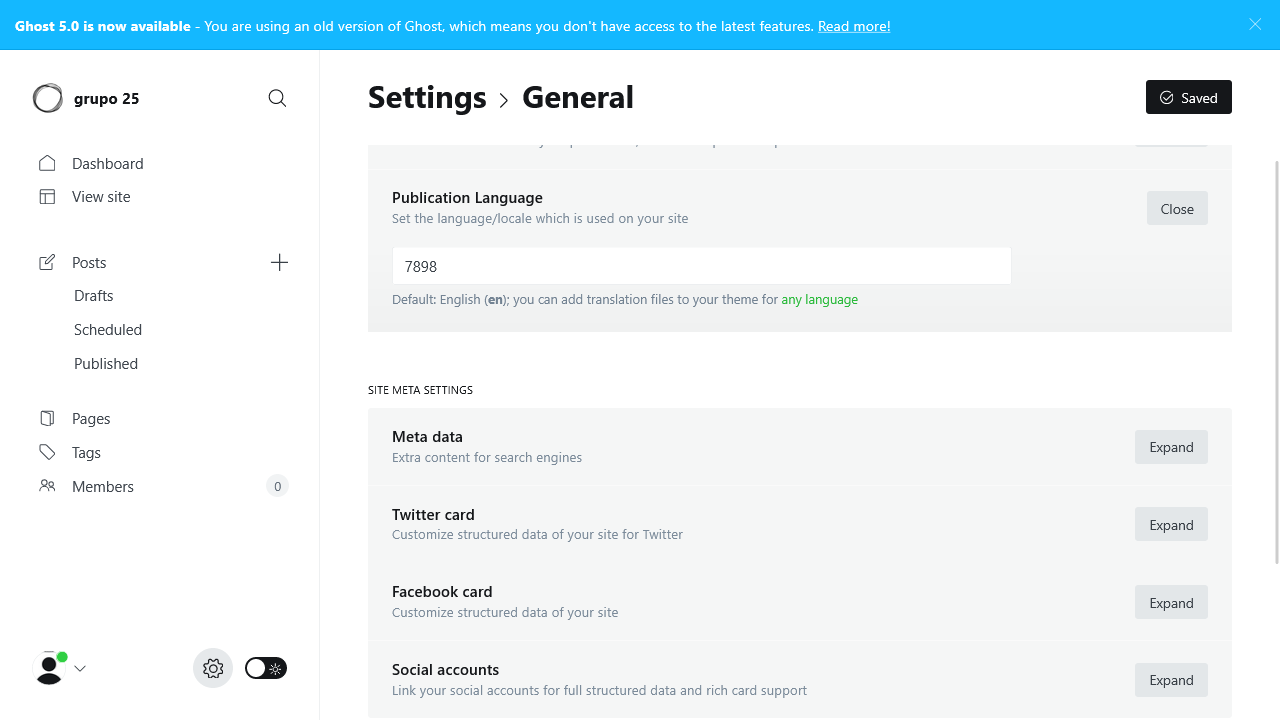 Ghost 5.0 is now available - You are using an old version of Ghost, which means you don't have access to the latest features. Read more!
grupo 25
Dashboard
View site
Posts
Drafts
Scheduled
Published
Pages
Tags
Members 0
Settings > General
Saved
Publication Language
Set the language/locale which is used on your site
Close
7898
Default: English (en); you can add translation files to your theme for any language
SITE META SETTINGS
Meta data
Extra content for search engines
Expand
Twitter card
Customize structured data of your site for Twitter
Expand
Facebook card
Customize structured data of your site
Expand
Social accounts
Link your social accounts for full structured data and rich card support
Expand